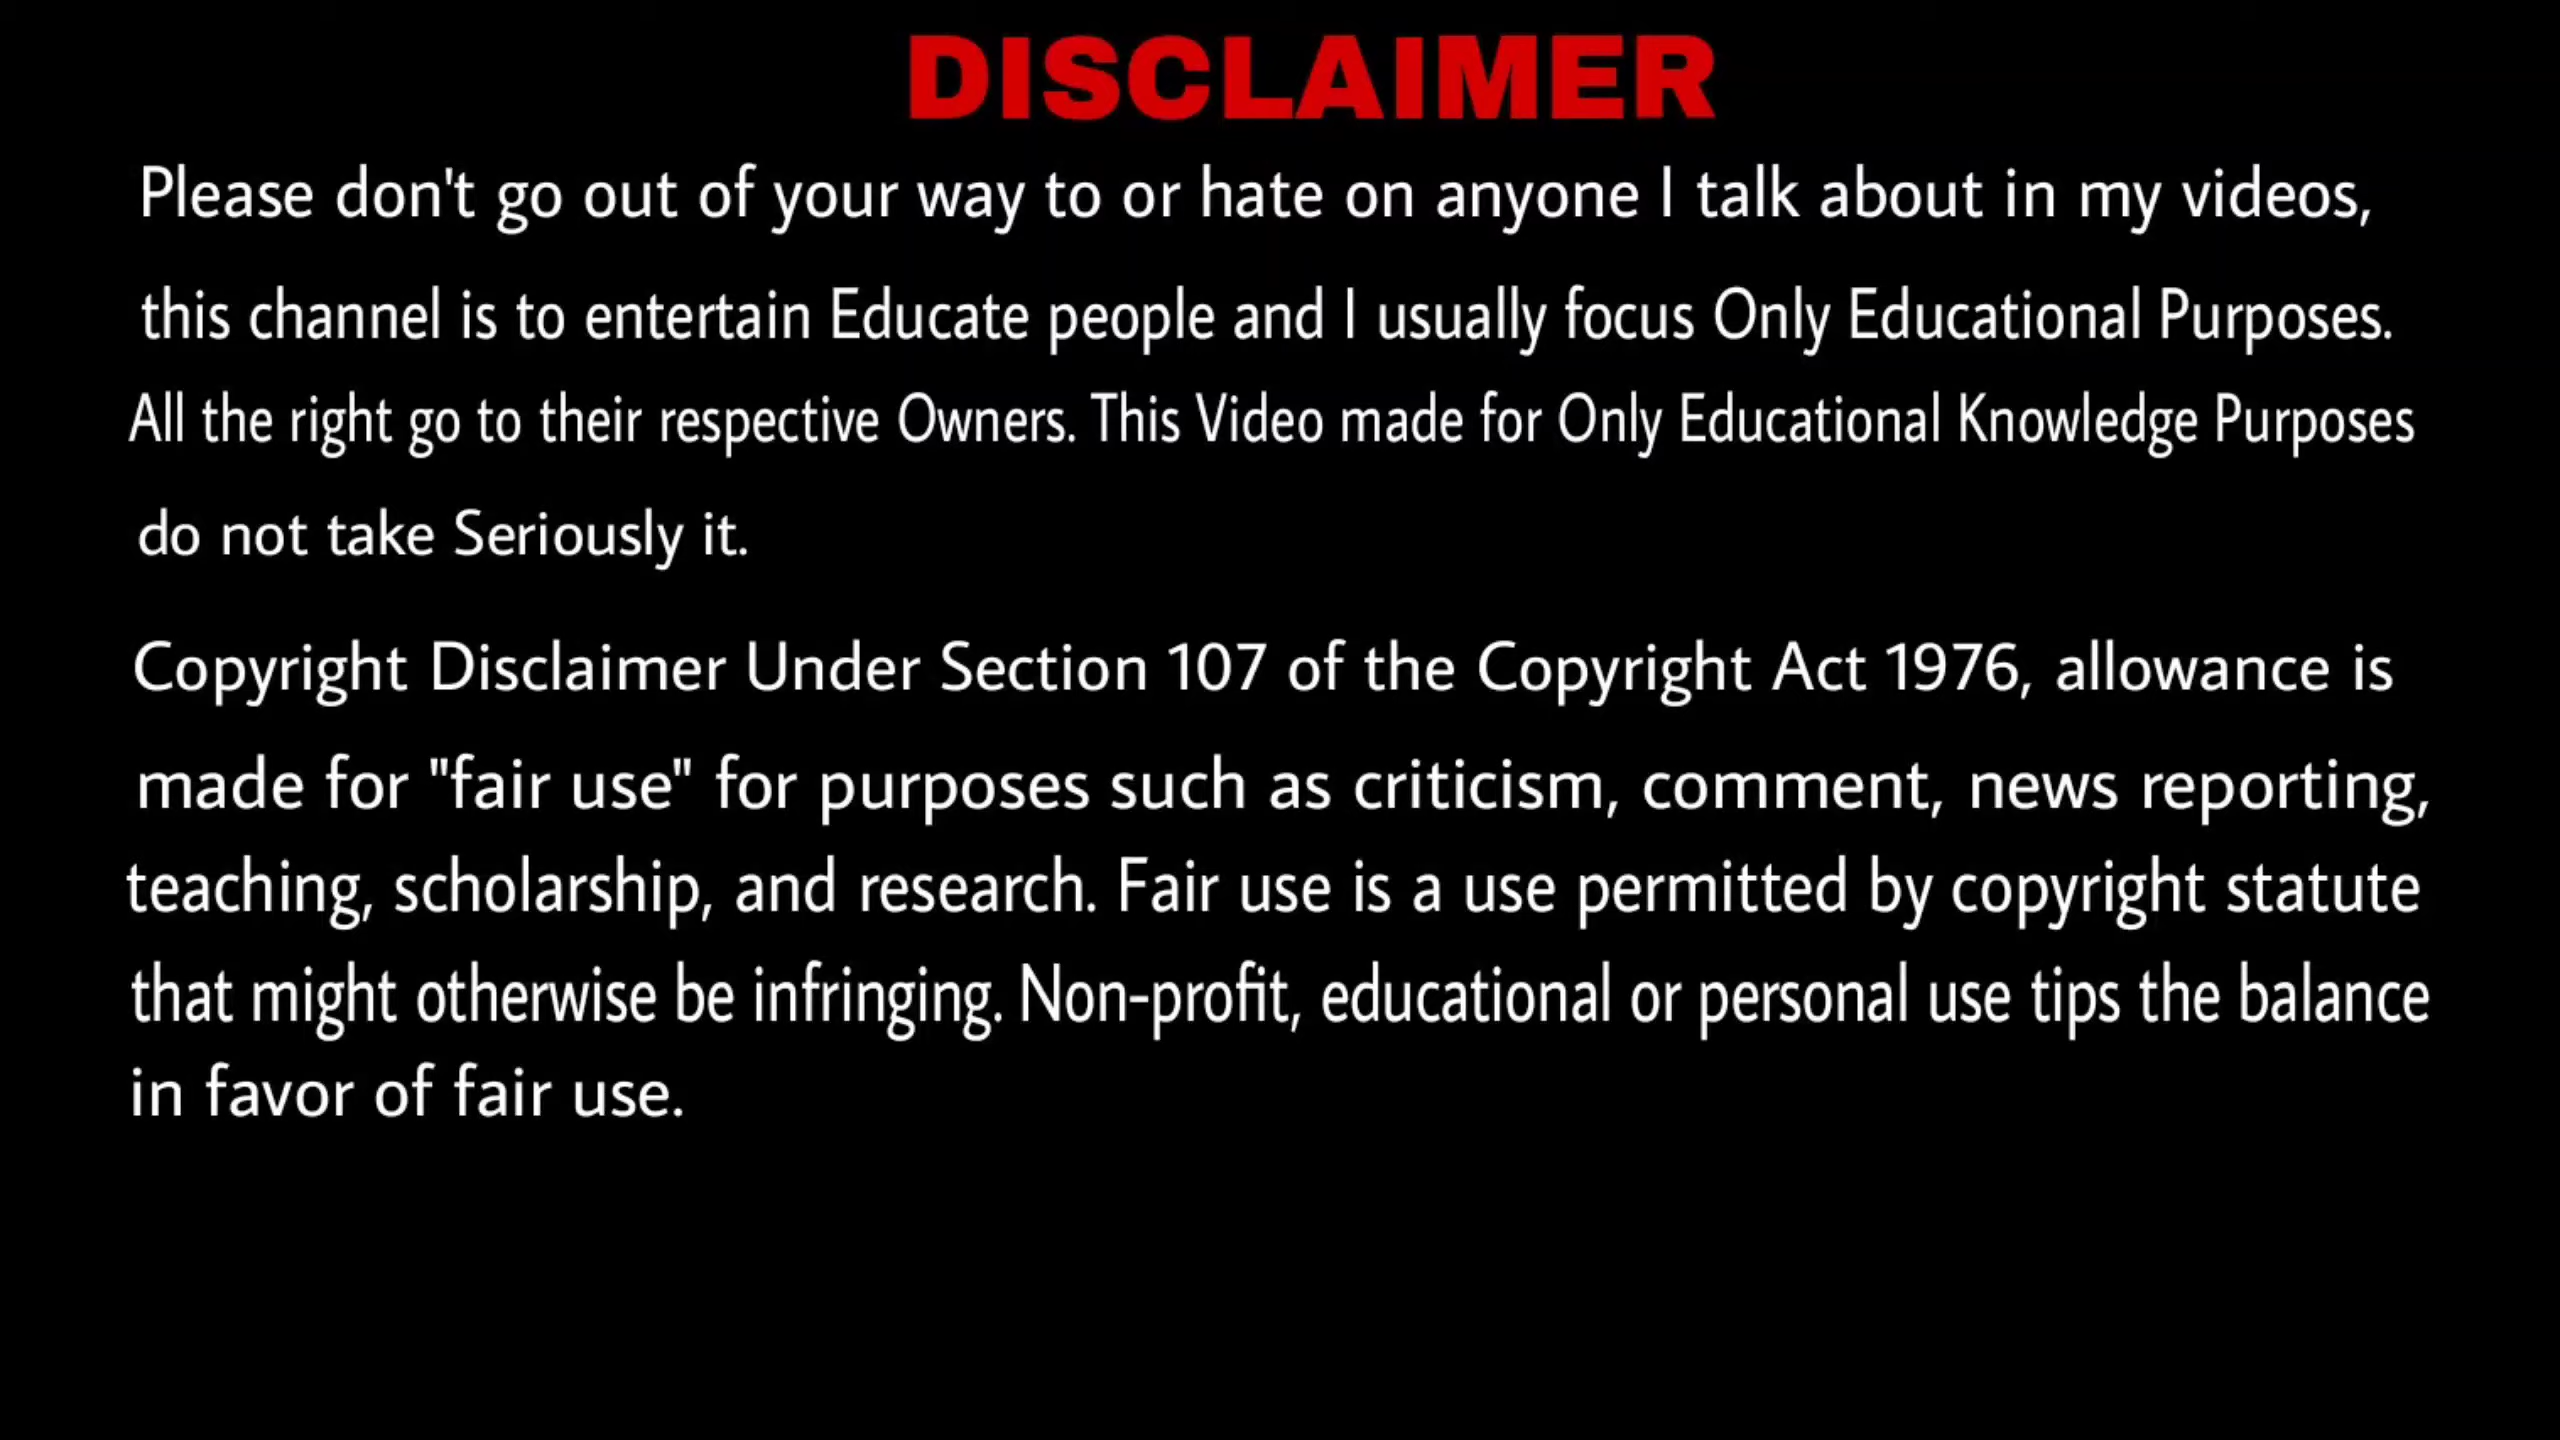 DISCLAIMER
Please don't go out of your way to or hate on anyone I talk about in my videos,
this channel is to entertain Educate people and I usually focus Only Educational Purposes.
All the right go to their respective Owners. This Video made for Only Educational Knowledge Purposes
do not take Seriously it.
Copyright Disclaimer Under Section 107 of the Copyright Act 1976, allowance is
made for "fair use" for purposes such as criticism, comment, news reporting,
teaching, scholarship, and research. Fair use is a use permitted by copyright statute
that might otherwise be infringing. Non-profit, educational or personal use tips the balance
in favor of fair use.